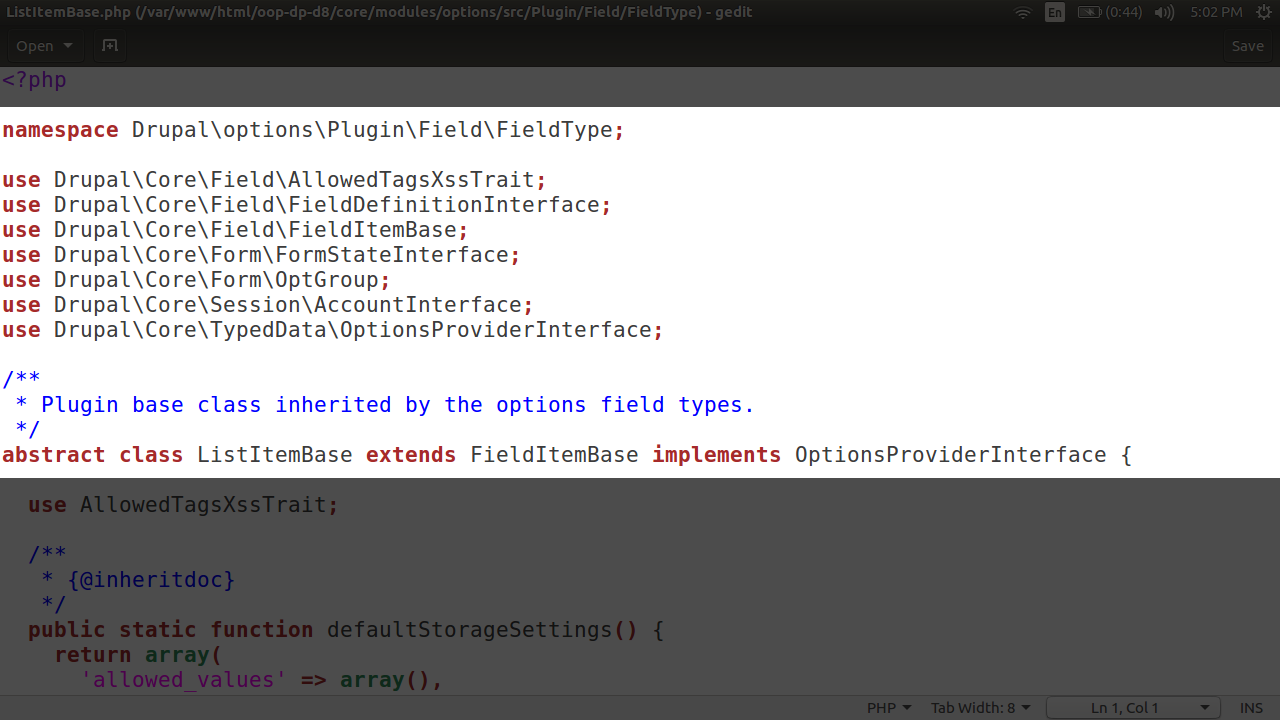 ListItemBase.php (/var/www/html/oop-dp-d8/core/modules/options/src/Plugin/Field/FieldType) - gedit
En (0:44) 5:02 PM
Open Save
<?php
namespace Drupal\options\Plugin\Field\FieldType;
use Drupal\Core\Field\AllowedTagsXssTrait;
use Drupal\Core\Field\FieldDefinitionInterface;
use Drupal\Core\Field\FieldItemBase;
use Drupal\Core\Form\FormStateInterface;
use Drupal\Core\Form\OptGroup;
use Drupal\Core\Session\AccountInterface;
use Drupal\Core\TypedData\OptionsProviderInterface;
/**
 * Plugin base class inherited by the options field types.
 */
abstract class ListItemBase extends FieldItemBase implements OptionsProviderInterface {
  use AllowedTagsXssTrait;
  /**
   * {@inheritdoc}
   */
  public static function defaultStorageSettings() {
    return array(
      'allowed_values' => array(),
PHP Tab Width: 8 Ln 1, Col 1 INS